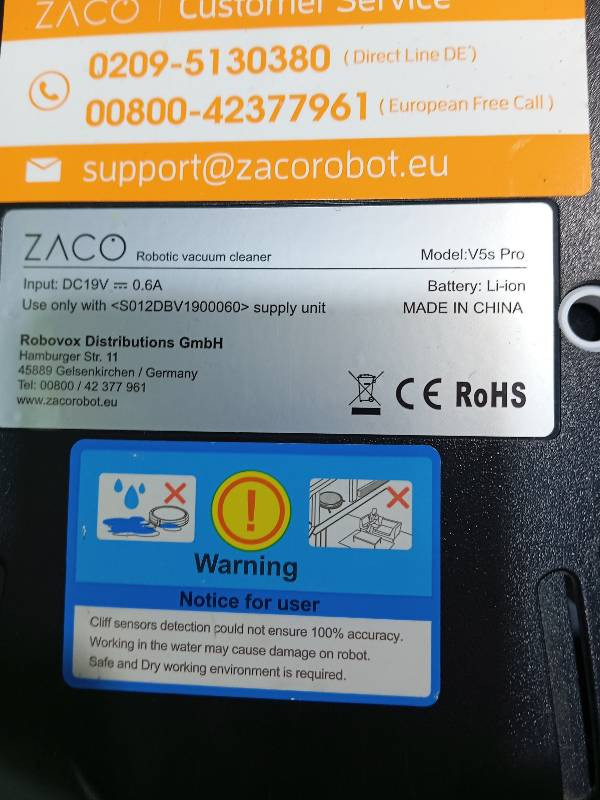 ZACO | Customer Service
0209-5130380 (Direct Line DE*)
00800-42377961 (European Free Call)
support@zacorobot.eu
ZACO Robotic vacuum cleaner Model:V5s Pro
Input: DC19V ⎓ 0.6A Battery: Li-ion
Use only with <S012DBV1900060> supply unit MADE IN CHINA
Robovox Distributions GmbH
Hamburger Str. 11
45889 Gelsenkirchen / Germany
Tel: 00800 / 42 377 961
www.zacorobot.eu
CE RoHS
Warning
Notice for user
Cliff sensors detection could not ensure 100% accuracy.
Working in the water may cause damage on robot.
Safe and Dry working environment is required.